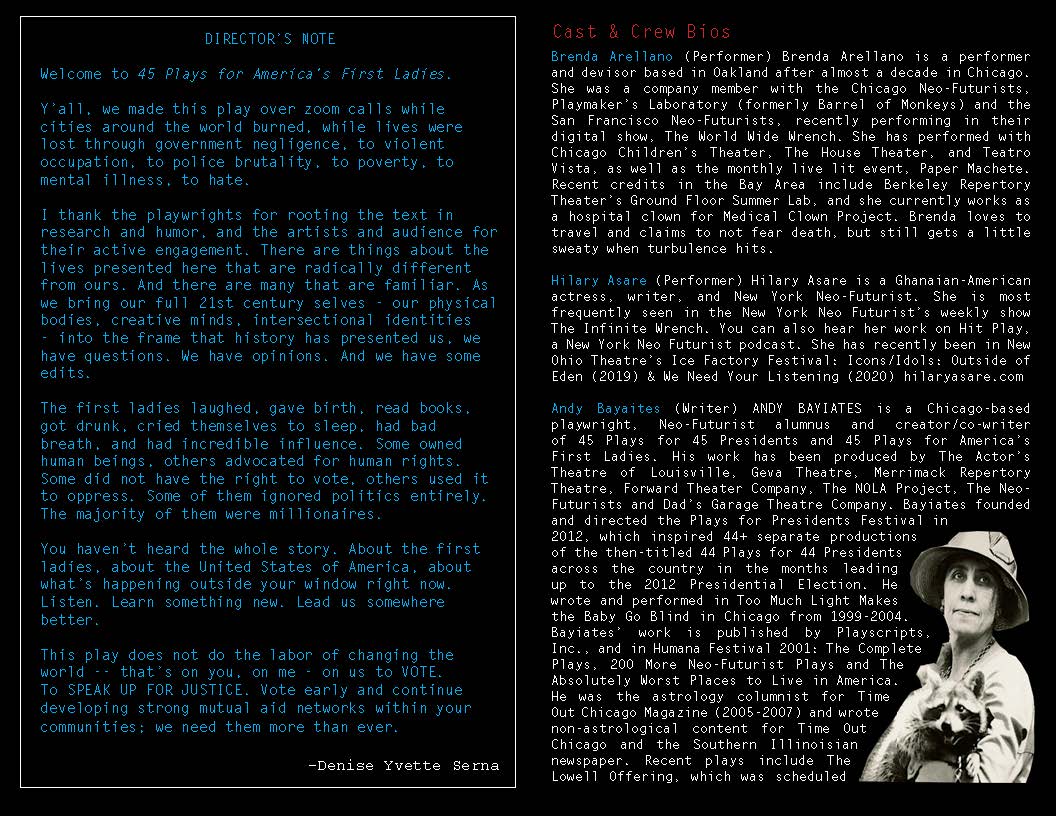 DIRECTOR'S NOTE
Welcome to 45 Plays for America's First Ladies.
Y'all, we made this play over zoom calls while
cities around the world burned, while lives were
lost through government negligence, to violent
occupation, to police brutality, to poverty, to
mental illness, to hate.
I thank the playwrights for rooting the text in
research and humor, and the artists and audience for
their active engagement. There are things about the
lives presented here that are radically different
from ours. And there are many that are familiar. As
we bring our full 21st century selves - our physical
bodies, creative minds, intersectional identities
- into the frame that history has presented us, we
have questions. We have opinions. And we have some
edits.
The first ladies laughed, gave birth, read books,
got drunk, cried themselves to sleep, had bad
breath, and had incredible influence. Some owned
human beings, others advocated for human rights.
Some did not have the right to vote, others used it
to oppress. Some of them ignored politics entirely.
The majority of them were millionaires.
You haven't heard the whole story. About the first
ladies, about the United States of America, about
what's happening outside your window right now.
Listen. Learn something new. Lead us somewhere
better.
This play does not do the labor of changing the
world -- that's on you, on me - on us to VOTE.
To SPEAK UP FOR JUSTICE. Vote early and continue
developing strong mutual aid networks within your
communities; we need them more than ever.
-Denise Yvette Serna
Cast & Crew Bios
Brenda Arellano (Performer) Brenda Arellano is a performer
and devisor based in Oakland after almost a decade in Chicago.
She was a company member with the Chicago Neo-Futurists,
Playmaker's Laboratory (formerly Barrel of Monkeys) and the
San Francisco Neo-Futurists, recently performing in their
digital show, The World Wide Wrench. She has performed with
Chicago Children's Theater, The House Theater, and Teatro
Vista, as well as the monthly live lit event, Paper Machete.
Recent credits in the Bay Area include Berkeley Repertory
Theater's Ground Floor Summer Lab, and she currently works as
a hospital clown for Medical Clown Project. Brenda loves to
travel and claims to not fear death, but still gets a little
sweaty when turbulence hits.
Hilary Asare (Performer) Hilary Asare is a Ghanaian-American
actress, writer, and New York Neo-Futurist. She is most
frequently seen in the New York Neo Futurist's weekly show
The Infinite Wrench. You can also hear her work on Hit Play,
a New York Neo Futurist podcast. She has recently been in New
Ohio Theatre's Ice Factory Festival: Icons/Idols: Outside of
Eden (2019) & We Need Your Listening (2020) hilaryasare.com
Andy Bayaites (Writer) ANDY BAYIATES is a Chicago-based
playwright, Neo-Futurist alumnus and creator/co-writer
of 45 Plays for 45 Presidents and 45 Plays for America's
First Ladies. His work has been produced by The Actor's
Theatre of Louisville, Geva Theatre, Merrimack Repertory
Theatre, Forward Theater Company, The NOLA Project, The Neo-
Futurists and Dad's Garage Theatre Company. Bayiates founded
and directed the Plays for Presidents Festival in
2012, which inspired 44+ separate productions
of the then-titled 44 Plays for 44 Presidents
across the country in the months leading
up to the 2012 Presidential Election. He
wrote and performed in Too Much Light Makes
the Baby Go Blind in Chicago from 1999-2004.
Bayiates' work is published by Playscripts,
Inc., and in Humana Festival 2001: The Complete
Plays, 200 More Neo-Futurist Plays and The
Absolutely Worst Places to Live in America.
He was the astrology columnist for Time
Out Chicago Magazine (2005-2007) and wrote
non-astrological content for Time Out
Chicago and the Southern Illinoisian
newspaper. Recent plays include The
Lowell Offering, which was scheduled